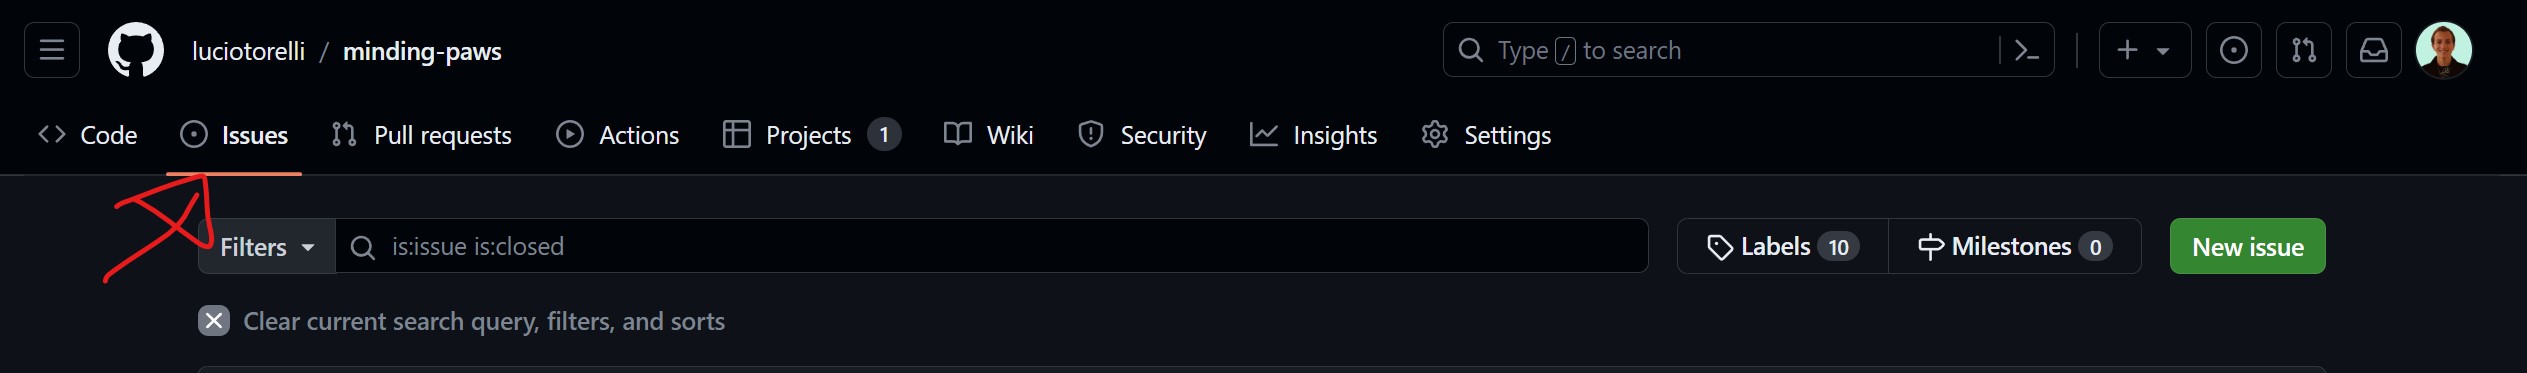 luciotorelli / minding-paws
Type / to search
Code Issues Pull requests Actions Projects 1 Wiki Security Insights Settings
Filters is:issue is:closed Labels 10 Milestones 0 New issue
Clear current search query, filters, and sorts